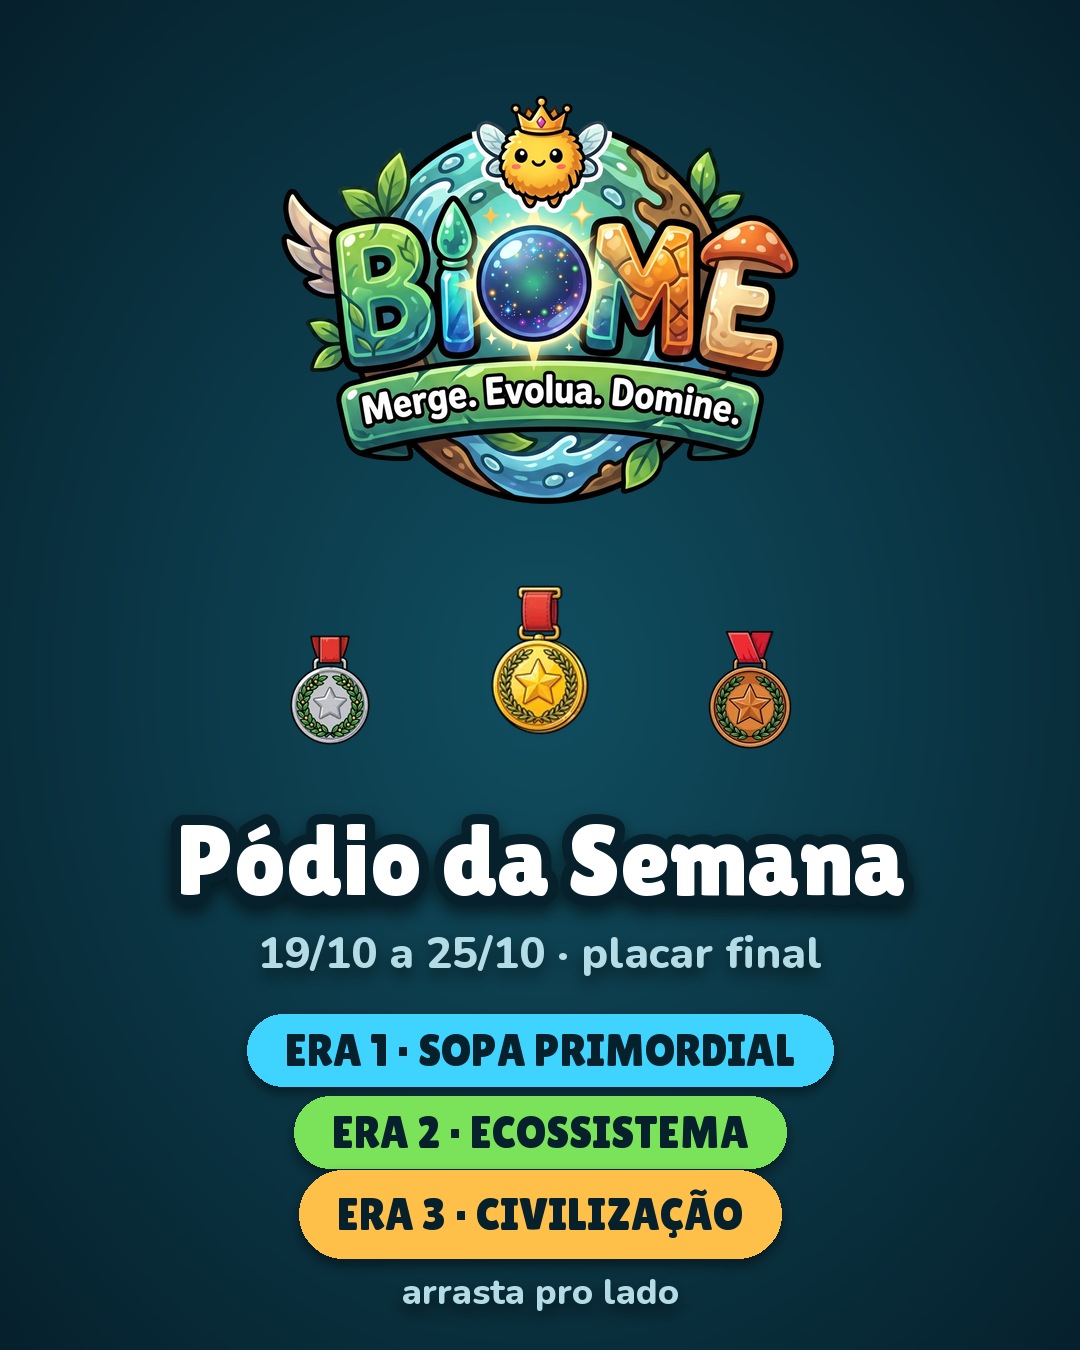 BiOME
Merge. Evolua. Domine.
Pódio da Semana
19/10 a 25/10 · placar final
ERA 1 · SOPA PRIMORDIAL
ERA 2 · ECOSSISTEMA
ERA 3 · CIVILIZAÇÃO
arrasta pro lado